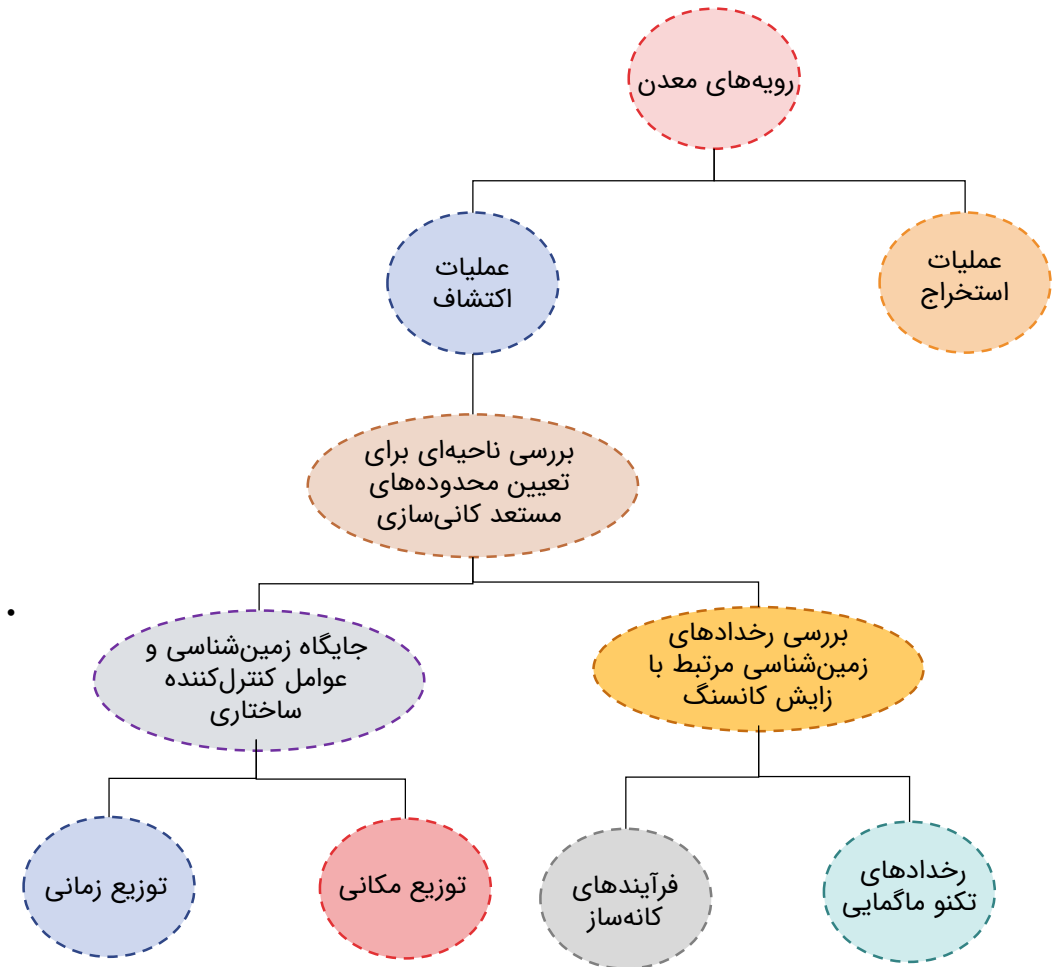 رویه‌های معدن
عملیات
استخراج
عملیات
اکتشاف
بررسی ناحیه‌ای برای
تعیین محدوده‌های
مستعد کانی‌سازی
بررسی رخدادهای
زمین‌شناسی مرتبط با
زایش کانسنگ
جایگاه زمین‌شناسی و
عوامل کنترل‌کننده
ساختاری
رخدادهای
تکنو ماگمایی
فرآیندهای
کانه‌ساز
توزیع مکانی
توزیع زمانی